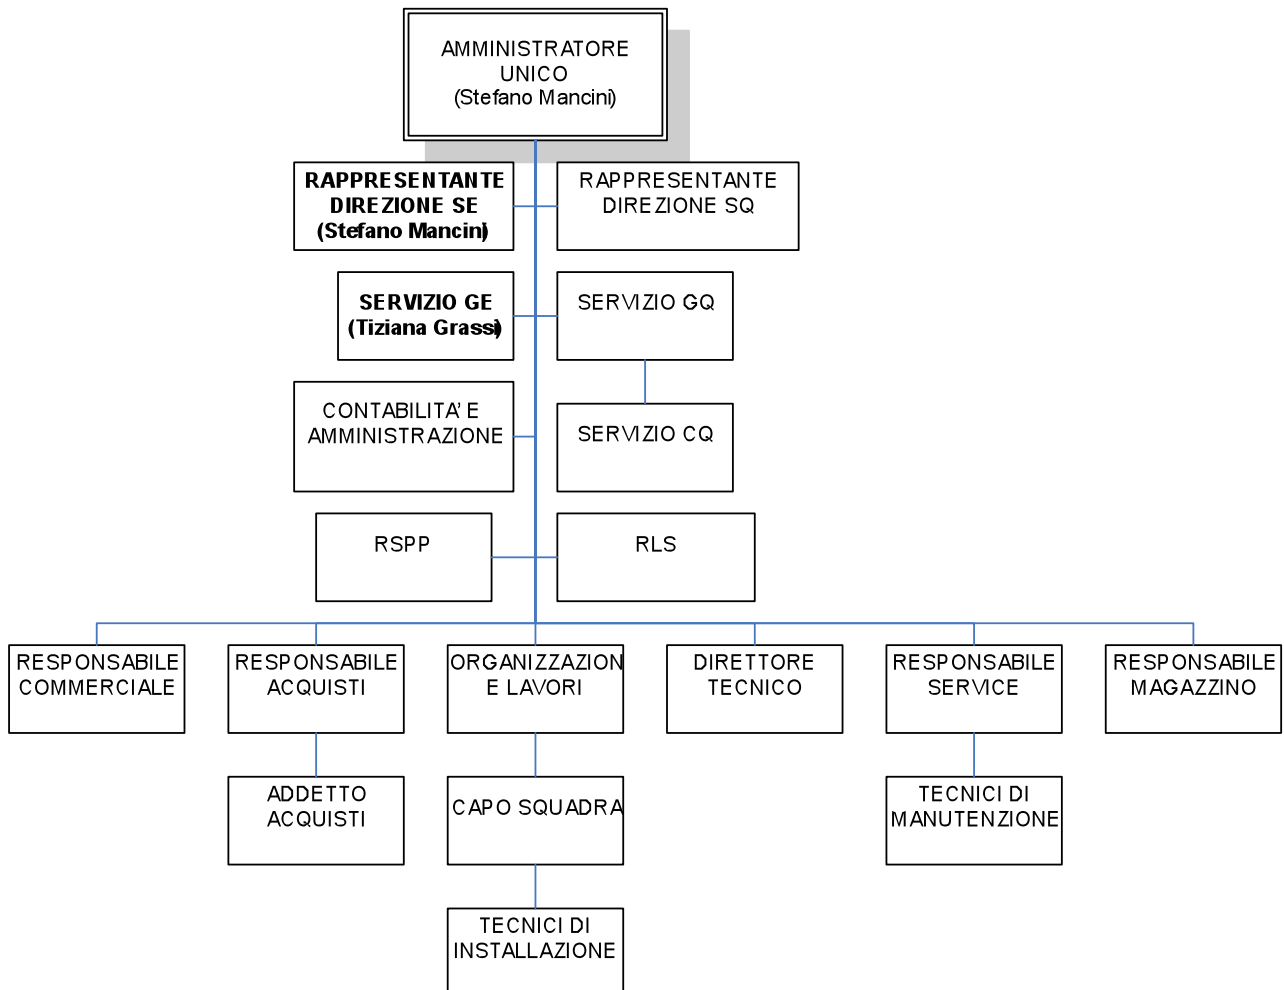 AMMINISTRATORE
UNICO
(Stefano Mancini)
RAPPRESENTANTE
DIREZIONE SE
(Stefano Mancini)
RAPPRESENTANTE
DIREZIONE SQ
SERVIZIO GE
(Tiziana Grassi)
SERVIZIO GQ
CONTABILITA' E
AMMINISTRAZIONE
SERVIZIO CQ
RSPP
RLS
RESPONSABILE
COMMERCIALE
RESPONSABILE
ACQUISTI
ORGANIZZAZION
E LAVORI
DIRETTORE
TECNICO
RESPONSABILE
SERVICE
RESPONSABILE
MAGAZZINO
ADDETTO
ACQUISTI
CAPO SQUADRA
TECNICI DI
MANUTENZIONE
TECNICI DI
INSTALLAZIONE